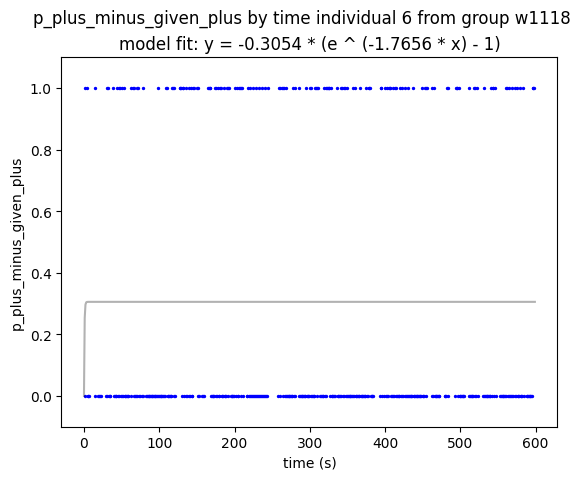 p_plus_minus_given_plus by time individual 6 from group w1118
model fit: y = -0.3054 * (e ^ (-1.7656 * x) - 1)
p_plus_minus_given_plus
1.0
0.8
0.6
0.4
0.2
0.0
0 100 200 300 400 500 600
time (s)